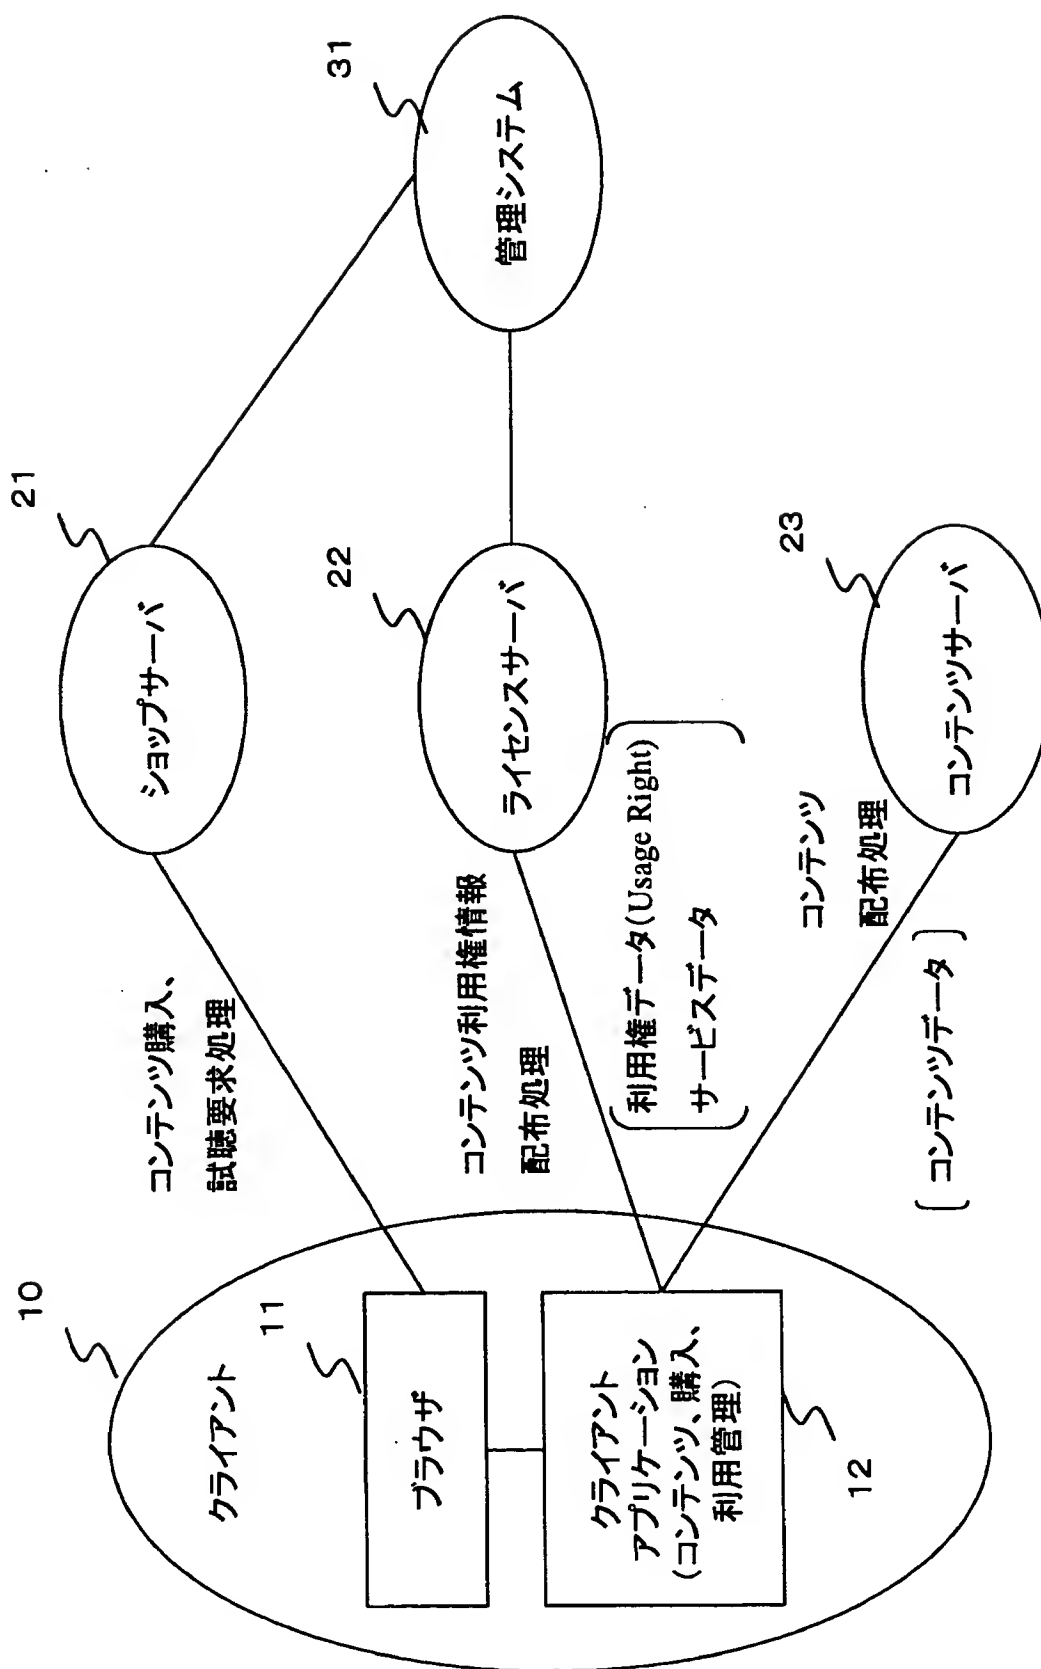 10
クライアント
11
ブラウザ
クライアント
アプリケーション
(コンテンツ、購入、
利用管理)
12
コンテンツ購入、
試聴要求処理
コンテンツ利用権情報
配布処理
利用権データ(Usage Right)
サービスデータ
コンテンツ
配布処理
コンテンツデータ
21
ショップサーバ
22
ライセンスサーバ
23
コンテンツサーバ
31
管理システム